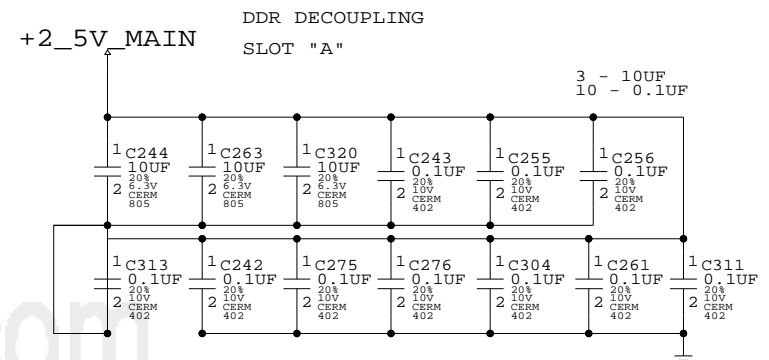 DDR DECOUPLING
+2_5V_MAIN
SLOT "A"
3 - 10UF
10 - 0.1UF
1 C244
10UF
20%
6.3V
2 CERM
805
1 C263
10UF
20%
6.3V
2 CERM
805
1 C320
10UF
20%
6.3V
2 CERM
805
1 C243
0.1UF
20%
10V
2 CERM
402
1 C255
0.1UF
20%
10V
2 CERM
402
1 C256
0.1UF
20%
10V
2 CERM
402
1 C313
0.1UF
20%
10V
2 CERM
402
1 C242
0.1UF
20%
10V
2 CERM
402
1 C275
0.1UF
20%
10V
2 CERM
402
1 C276
0.1UF
20%
10V
2 CERM
402
1 C304
0.1UF
20%
10V
2 CERM
402
1 C261
0.1UF
20%
10V
2 CERM
402
1 C311
0.1UF
20%
10V
2 CERM
402
.com